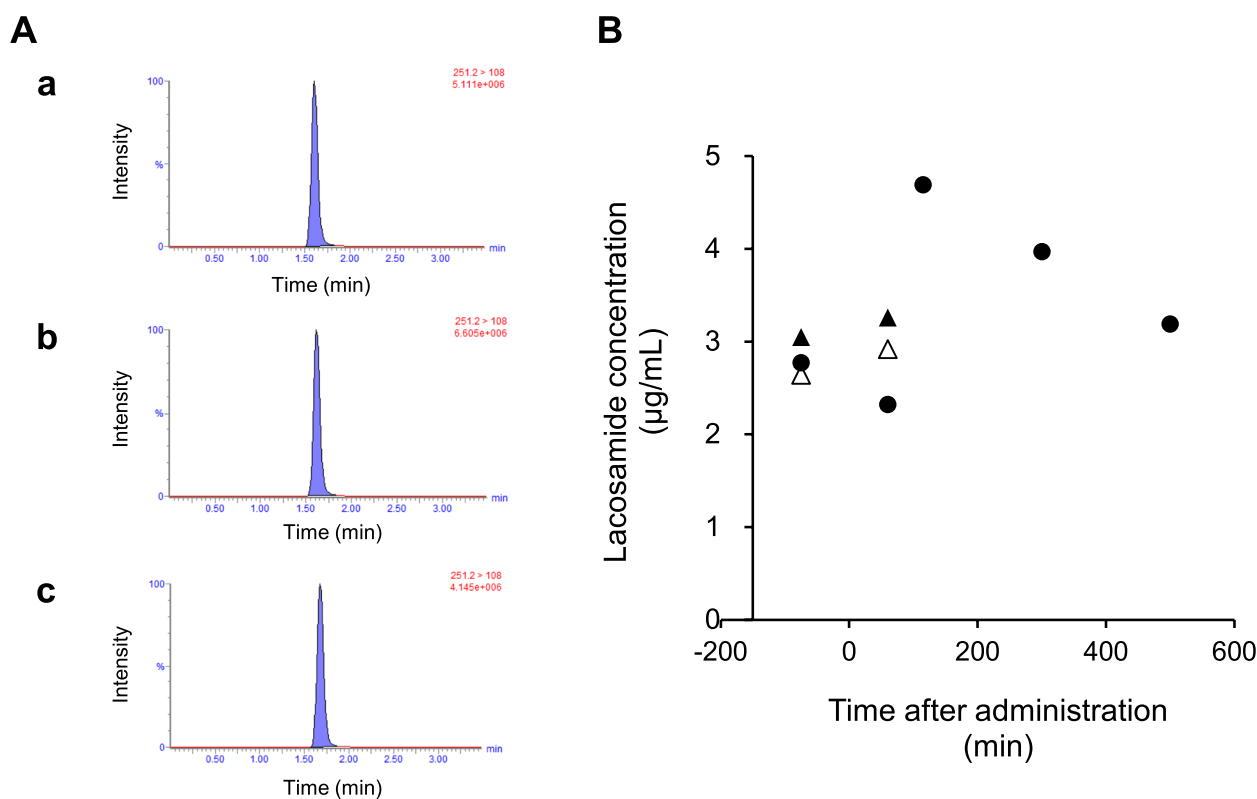 A
a
251.2 > 108
5.111e+006
100
%
0
Intensity
0.50 1.00 1.50 2.00 2.50 3.00
min
Time (min)
b
251.2 > 108
6.605e+006
100
%
0
Intensity
0.50 1.00 1.50 2.00 2.50 3.00
min
Time (min)
c
251.2 > 108
4.145e+006
100
%
0
Intensity
0.50 1.00 1.50 2.00 2.50 3.00
min
Time (min)
B
Lacosamide concentration
(µg/mL)
5
4
3
2
1
0
-200 0 200 400 600
Time after administration
(min)